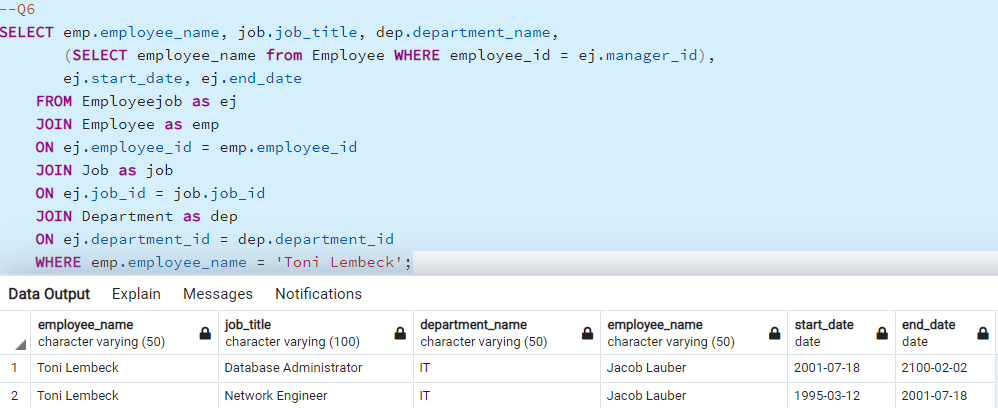 --Q6
SELECT emp.employee_name, job.job_title, dep.department_name,
(SELECT employee_name from Employee WHERE employee_id = ej.manager_id),
ej.start_date, ej.end_date
FROM Employeejob as ej
JOIN Employee as emp
ON ej.employee_id = emp.employee_id
JOIN Job as job
ON ej.job_id = job.job_id
JOIN Department as dep
ON ej.department_id = dep.department_id
WHERE emp.employee_name = 'Toni Lembeck';
Data Output Explain Messages Notifications
employee_name job_title department_name employee_name start_date end_date
character varying (50) character varying (100) character varying (50) character varying (50) date date
1 Toni Lembeck Database Administrator IT Jacob Lauber 2001-07-18 2100-02-02
2 Toni Lembeck Network Engineer IT Jacob Lauber 1995-03-12 2001-07-18